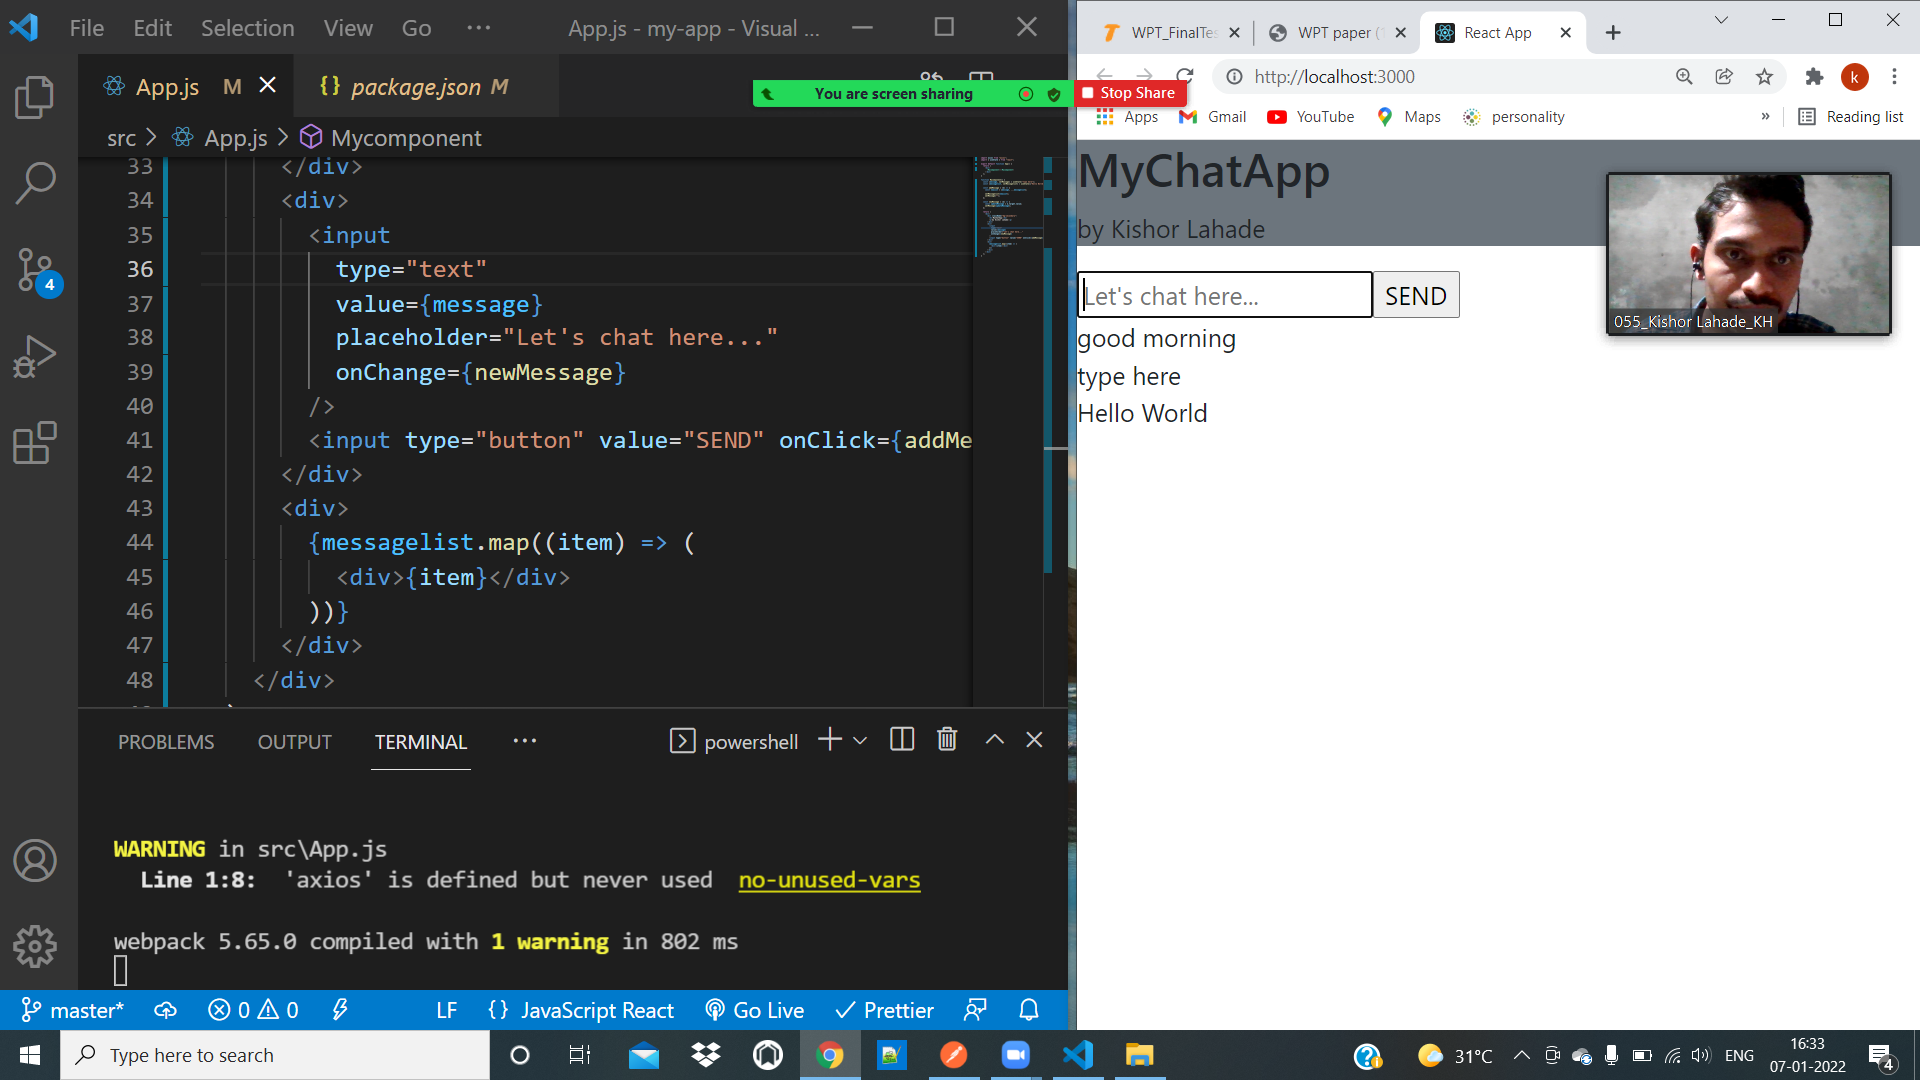 File Edit Selection View Go ··· App.js - my-app - Visual ...
App.js M package.json M
You are screen sharing Stop Share
src > App.js > Mycomponent
33 </div>
34 <div>
35 <input
36 type="text"
37 value={message}
38 placeholder="Let's chat here..."
39 onChange={newMessage}
40 />
41 <input type="button" value="SEND" onClick={addMe
42 </div>
43 <div>
44 {messagelist.map((item) => (
45 <div>{item}</div>
46 ))}
47 </div>
48 </div>
PROBLEMS OUTPUT TERMINAL ··· powershell
WARNING in src\App.js
Line 1:8: 'axios' is defined but never used no-unused-vars
webpack 5.65.0 compiled with 1 warning in 802 ms
4
master* 0 0 LF {} JavaScript React Go Live Prettier
WPT_FinalTes WPT paper ( React App
http://localhost:3000 k
Apps Gmail YouTube Maps personality » Reading list
MyChatApp
by Kishor Lahade
055_Kishor Lahade_KH
Let's chat here... SEND
good morning
type here
Hello World
Type here to search
31°C ENG 16:33
07-01-2022
4